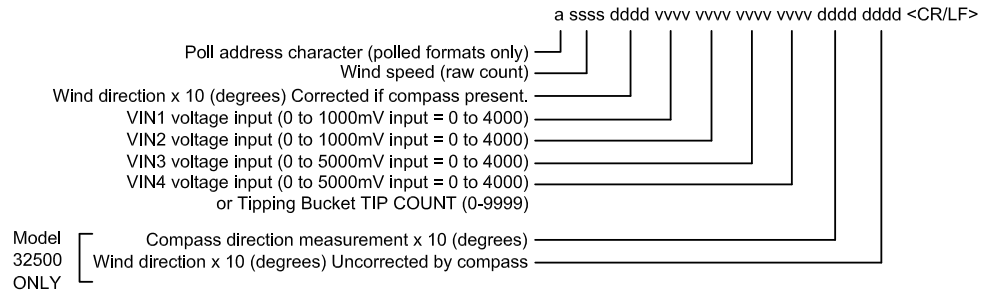 a ssss dddd vvvv vvvv vvvv vvvv dddd dddd <CR/LF>
Poll address character (polled formats only)
Wind speed (raw count)
Wind direction x 10 (degrees) Corrected if compass present.
VIN1 voltage input (0 to 1000mV input = 0 to 4000)
VIN2 voltage input (0 to 1000mV input = 0 to 4000)
VIN3 voltage input (0 to 5000mV input = 0 to 4000)
VIN4 voltage input (0 to 5000mV input = 0 to 4000)
or Tipping Bucket TIP COUNT (0-9999)
Model
32500
ONLY
Compass direction measurement x 10 (degrees)
Wind direction x 10 (degrees) Uncorrected by compass